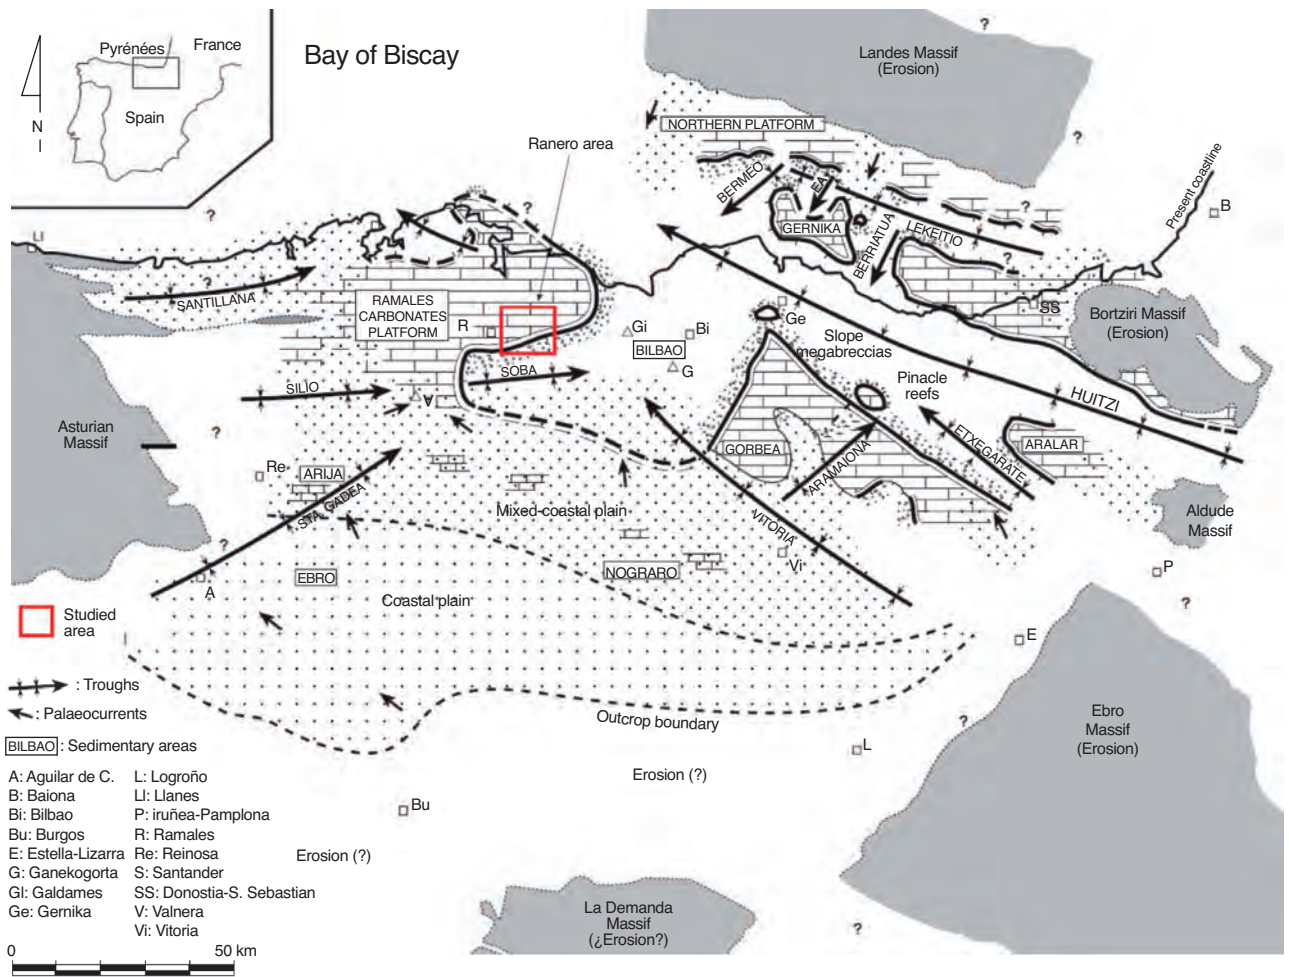 Pyrénées
France
Spain
N
Bay of Biscay
Ranero area
Landes Massif
(Erosion)
?
?
NORTHERN PLATFORM
BERMEO
EA
GERNIKA
BERRIATUA
LEKEITIO
?
?
Present coastline
B
?
?
Ll
?
SANTILLANA
RAMALES
CARBONATES
PLATFORM
R
Gi
Bi
BILBAO
G
Ge
Slope
megabreccias
SS
Bortziri Massif
(Erosion)
Pinacle
reefs
HUITZI
SILIO
SOBA
V
Asturian
Massif
?
Re
ARIJA
STA. GADEA
GORBEA
ARAMAIONA
ETXEGARATE
ARALAR
Aldude
Massif
Mixed-coastal plain
VITORIA
Vi
NOGRARO
?
A
EBRO
Coastal plain
P
?
E
Studied
area
: Troughs
: Palaeocurrents
BILBAO : Sedimentary areas
Outcrop boundary
?
L
Ebro
Massif
(Erosion)
Erosion (?)
Bu
Erosion (?)
La Demanda
Massif
(¿Erosion?)
?
A: Aguilar de C.
B: Baiona
Bi: Bilbao
Bu: Burgos
E: Estella-Lizarra
G: Ganekogorta
GI: Galdames
Ge: Gernika
L: Logroño
Ll: Llanes
P: iruñea-Pamplona
R: Ramales
Re: Reinosa
S: Santander
SS: Donostia-S. Sebastian
V: Valnera
Vi: Vitoria
0 50 km